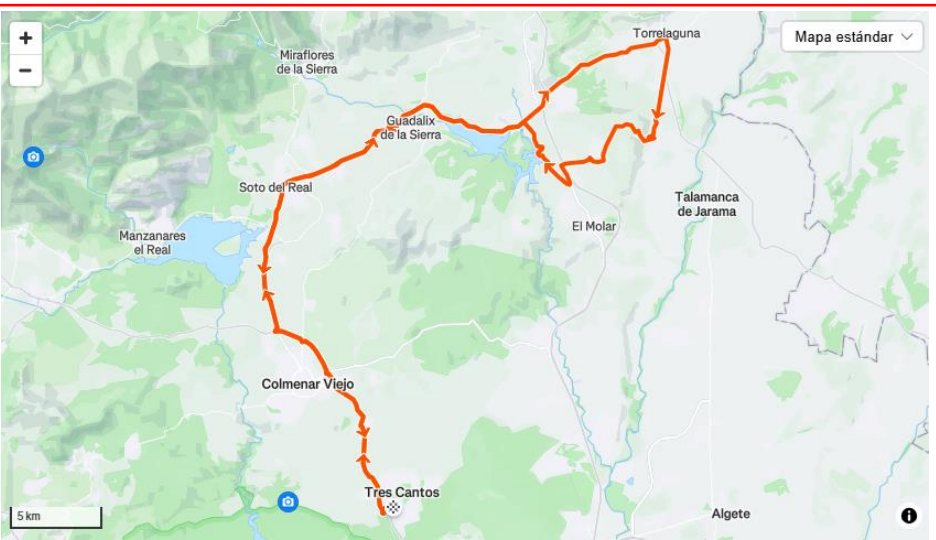 +
−
Mapa estándar
Torrelaguna
Miraflores
de la Sierra
Guadalix
de la Sierra
Soto del Real
Talamanca
de Jarama
El Molar
Manzanares
el Real
Colmenar Viejo
Tres Cantos
5 km
Algete
i